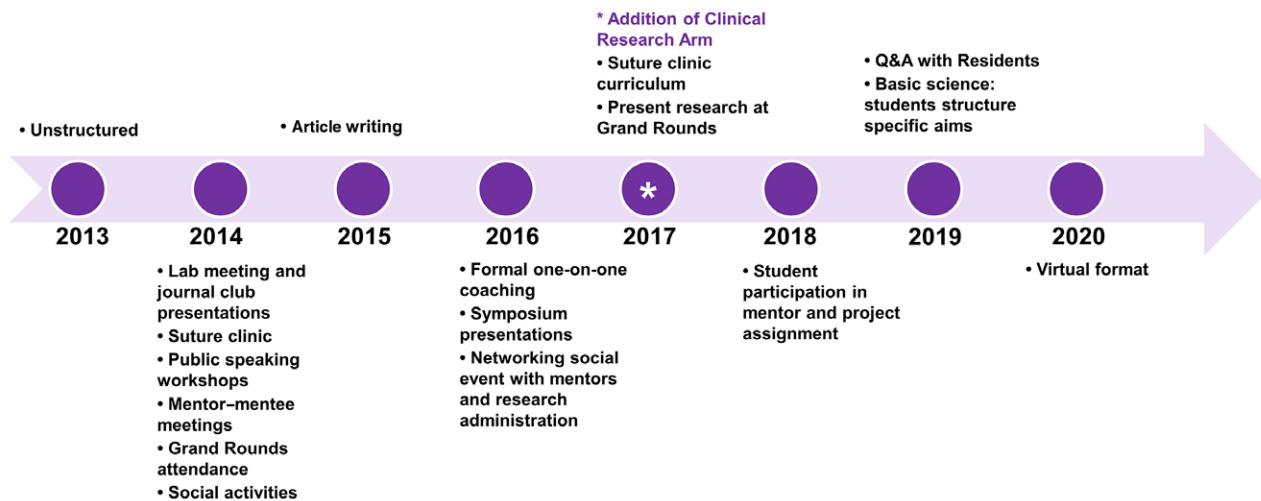 * Addition of Clinical
Research Arm
• Suture clinic
curriculum
• Present research at
Grand Rounds
• Q&A with Residents
• Basic science:
students structure
specific aims
• Unstructured
• Article writing
*
2013
2014
2015
2016
2017
2018
2019
2020
• Lab meeting and
journal club
presentations
• Suture clinic
• Public speaking
workshops
• Mentor–mentee
meetings
• Grand Rounds
attendance
• Social activities
• Formal one-on-one
coaching
• Symposium
presentations
• Networking social
event with mentors
and research
administration
• Student
participation in
mentor and project
assignment
• Virtual format